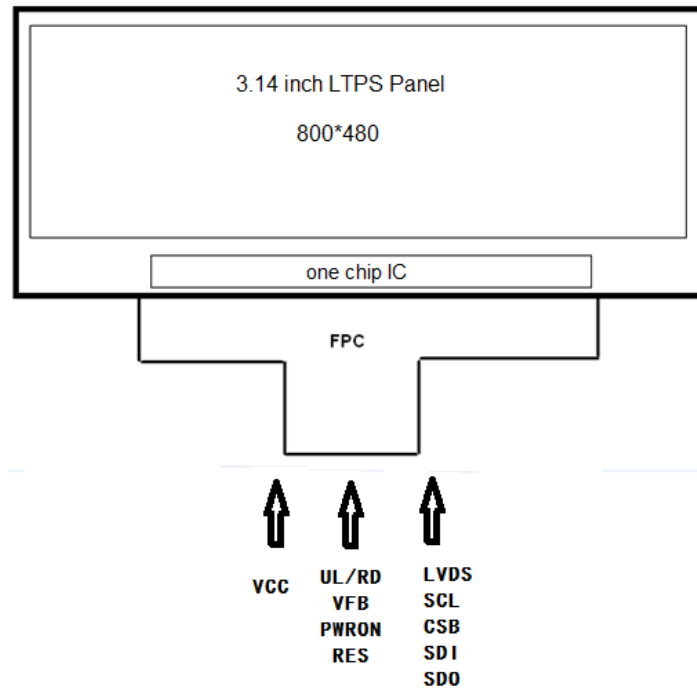 3.14 inch LTPS Panel
800*480
one chip IC
FPC
VCC
UL/RD
VFB
PWRON
RES
LVDS
SCL
CSB
SDI
SDO